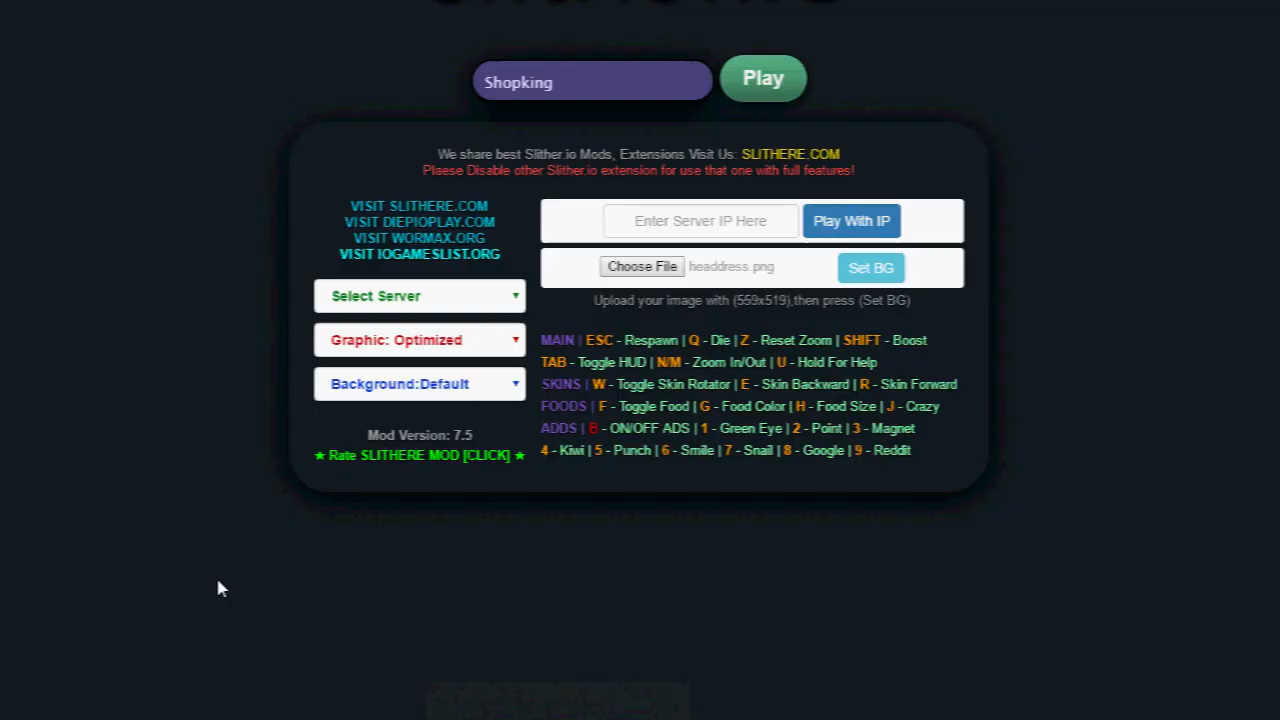 Shopking
Play
We share best Slither.io Mods, Extensions Visit Us: SLITHERE.COM
Plaese Disable other Slither.io extension for use that one with full features!
VISIT SLITHERE.COM
VISIT DIEPIOPLAY.COM
VISIT WORMAX.ORG
VISIT IOGAMESLIST.ORG
Select Server
Graphic: Optimized
Background:Default
Mod Version: 7.5
★ Rate SLITHERE MOD [CLICK] ★
Enter Server IP Here
Play With IP
Choose File headdress.png
Set BG
Upload your image with (559x519),then press (Set BG)
MAIN | ESC - Respawn | Q - Die | Z - Reset Zoom | SHIFT - Boost
TAB - Toggle HUD | N/M - Zoom In/Out | U - Hold For Help
SKINS | W - Toggle Skin Rotator | E - Skin Backward | R - Skin Forward
FOODS | F - Toggle Food | G - Food Color | H - Food Size | J - Crazy
ADDS | B - ON/OFF ADS | 1 - Green Eye | 2 - Point | 3 - Magnet
4 - Kiwi | 5 - Punch | 6 - Smile | 7 - Snail | 8 - Google | 9 - Reddit